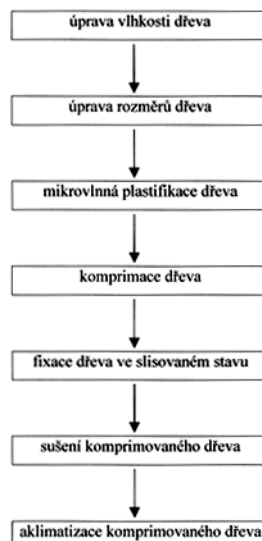 úprava vlhkosti dřeva
úprava rozměrů dřeva
mikrovlnná plastifikace dřeva
komprimace dřeva
fixace dřeva ve slisovaném stavu
sušení komprimovaného dřeva
aklimatizace komprimovaného dřeva